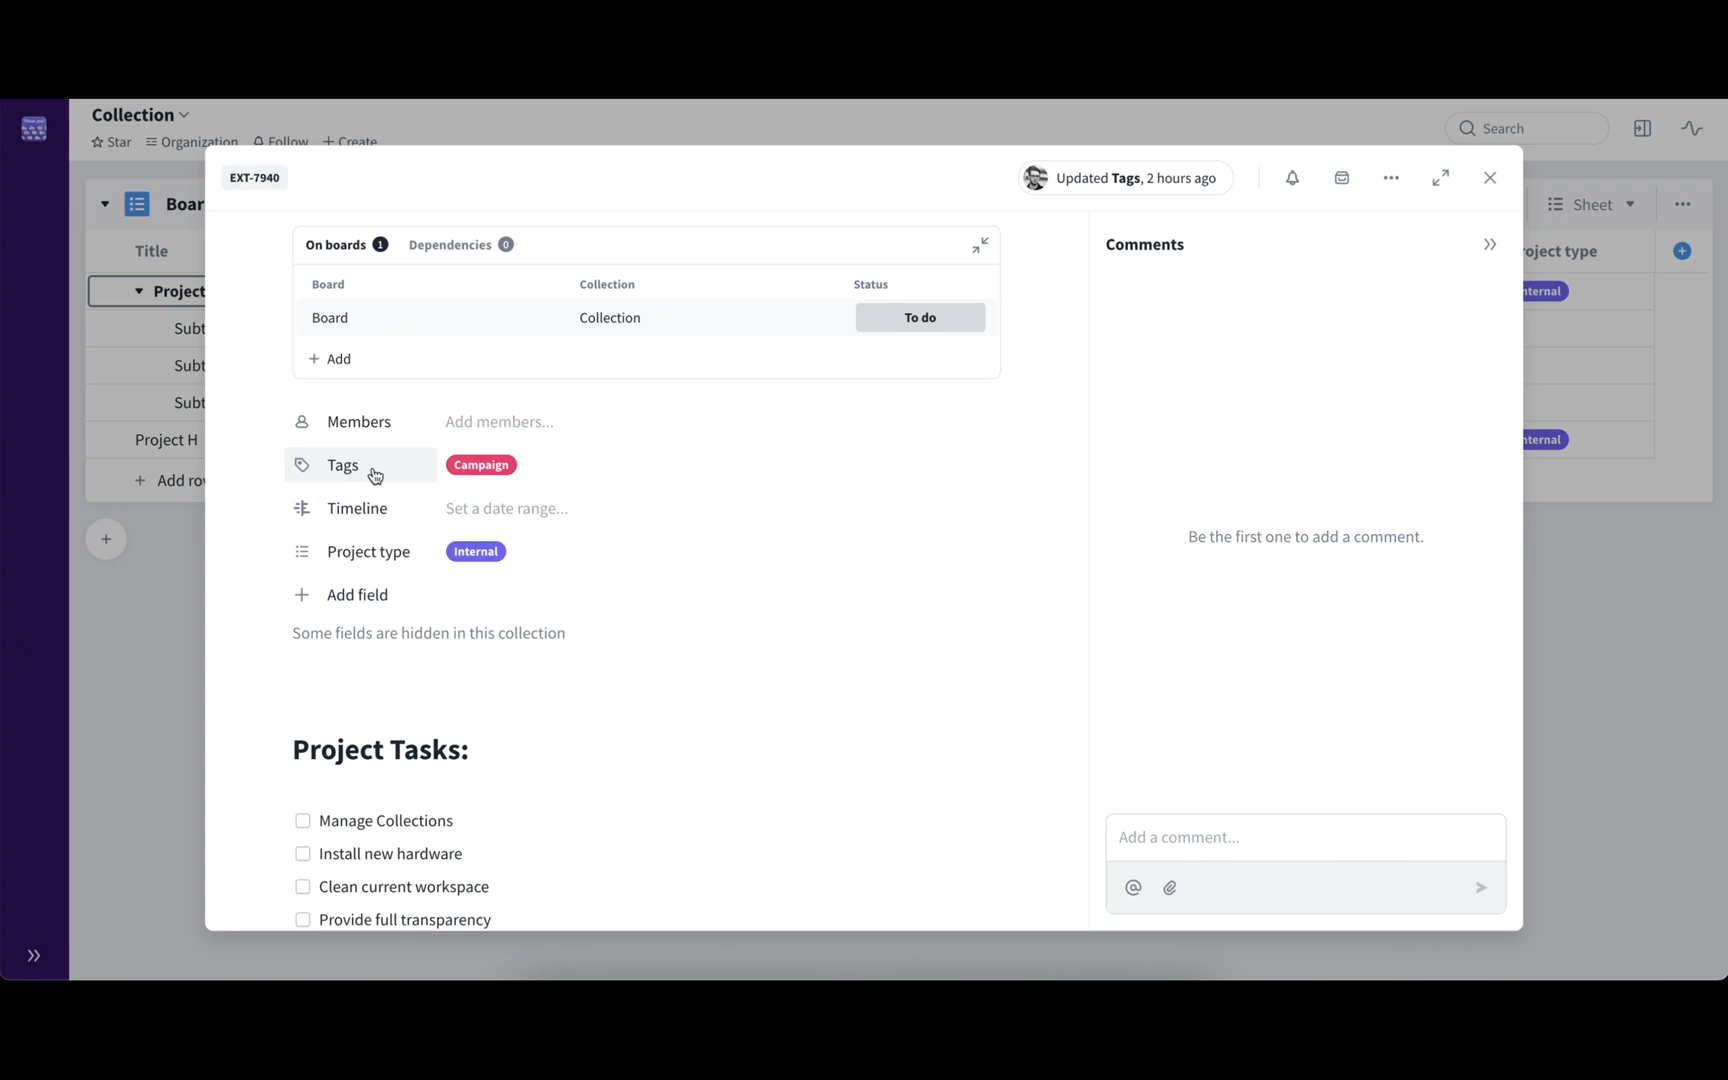 Collection
Star Organization Follow + Create
Search
EXT-7940
Updated Tags, 2 hours ago
Sheet
Title
Project
Subt
Subt
Subt
Project H
+ Add
+
On boards 1 Dependencies 0
Board Collection Status
Board Collection To do
+ Add
Members Add members...
Tags Campaign
Timeline Set a date range...
Project type Internal
+ Add field
Some fields are hidden in this collection
Project Tasks:
Manage Collections
Install new hardware
Clean current workspace
Provide full transparency
Comments
Be the first one to add a comment.
Add a comment...
@
oject type
nternal
nternal